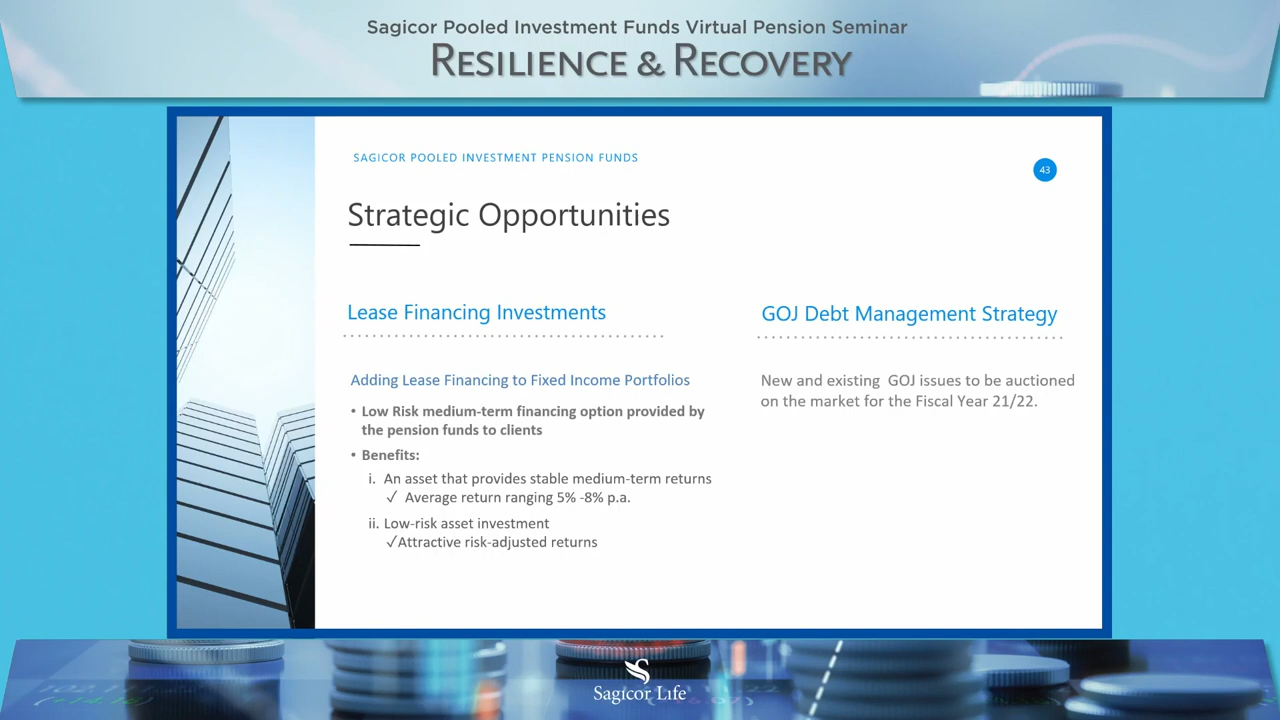 Sagicor Pooled Investment Funds Virtual Pension Seminar
RESILIENCE & RECOVERY
SAGICOR POOLED INVESTMENT PENSION FUNDS
43
Strategic Opportunities
Lease Financing Investments
Adding Lease Financing to Fixed Income Portfolios
• Low Risk medium-term financing option provided by
the pension funds to clients
• Benefits:
i. An asset that provides stable medium-term returns
✓ Average return ranging 5% -8% p.a.
ii. Low-risk asset investment
✓Attractive risk-adjusted returns
GOJ Debt Management Strategy
New and existing GOJ issues to be auctioned
on the market for the Fiscal Year 21/22.
Sagicor Life